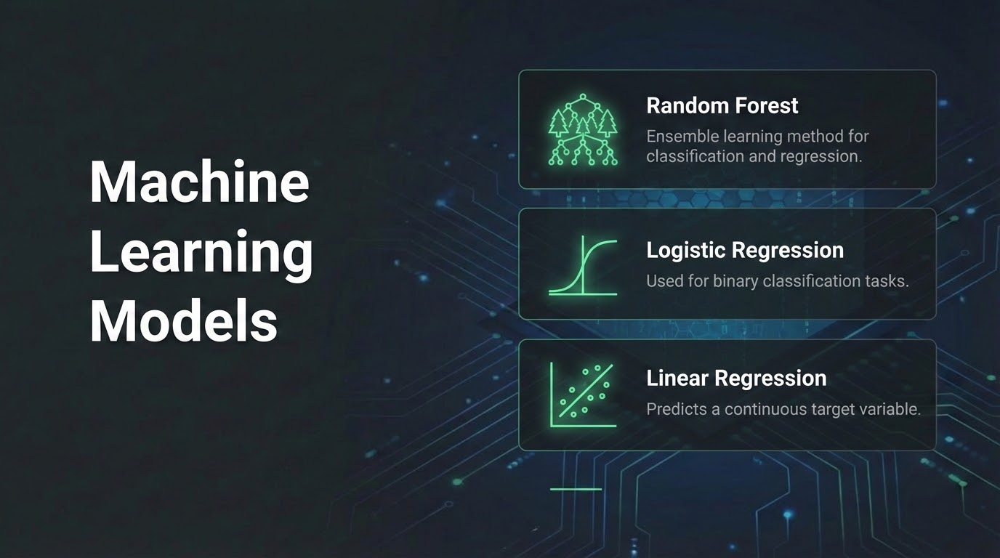 Machine
Learning
Models
Random Forest
Ensemble learning method for
classification and regression.
Logistic Regression
Used for binary classification tasks.
Linear Regression
Predicts a continuous target variable.